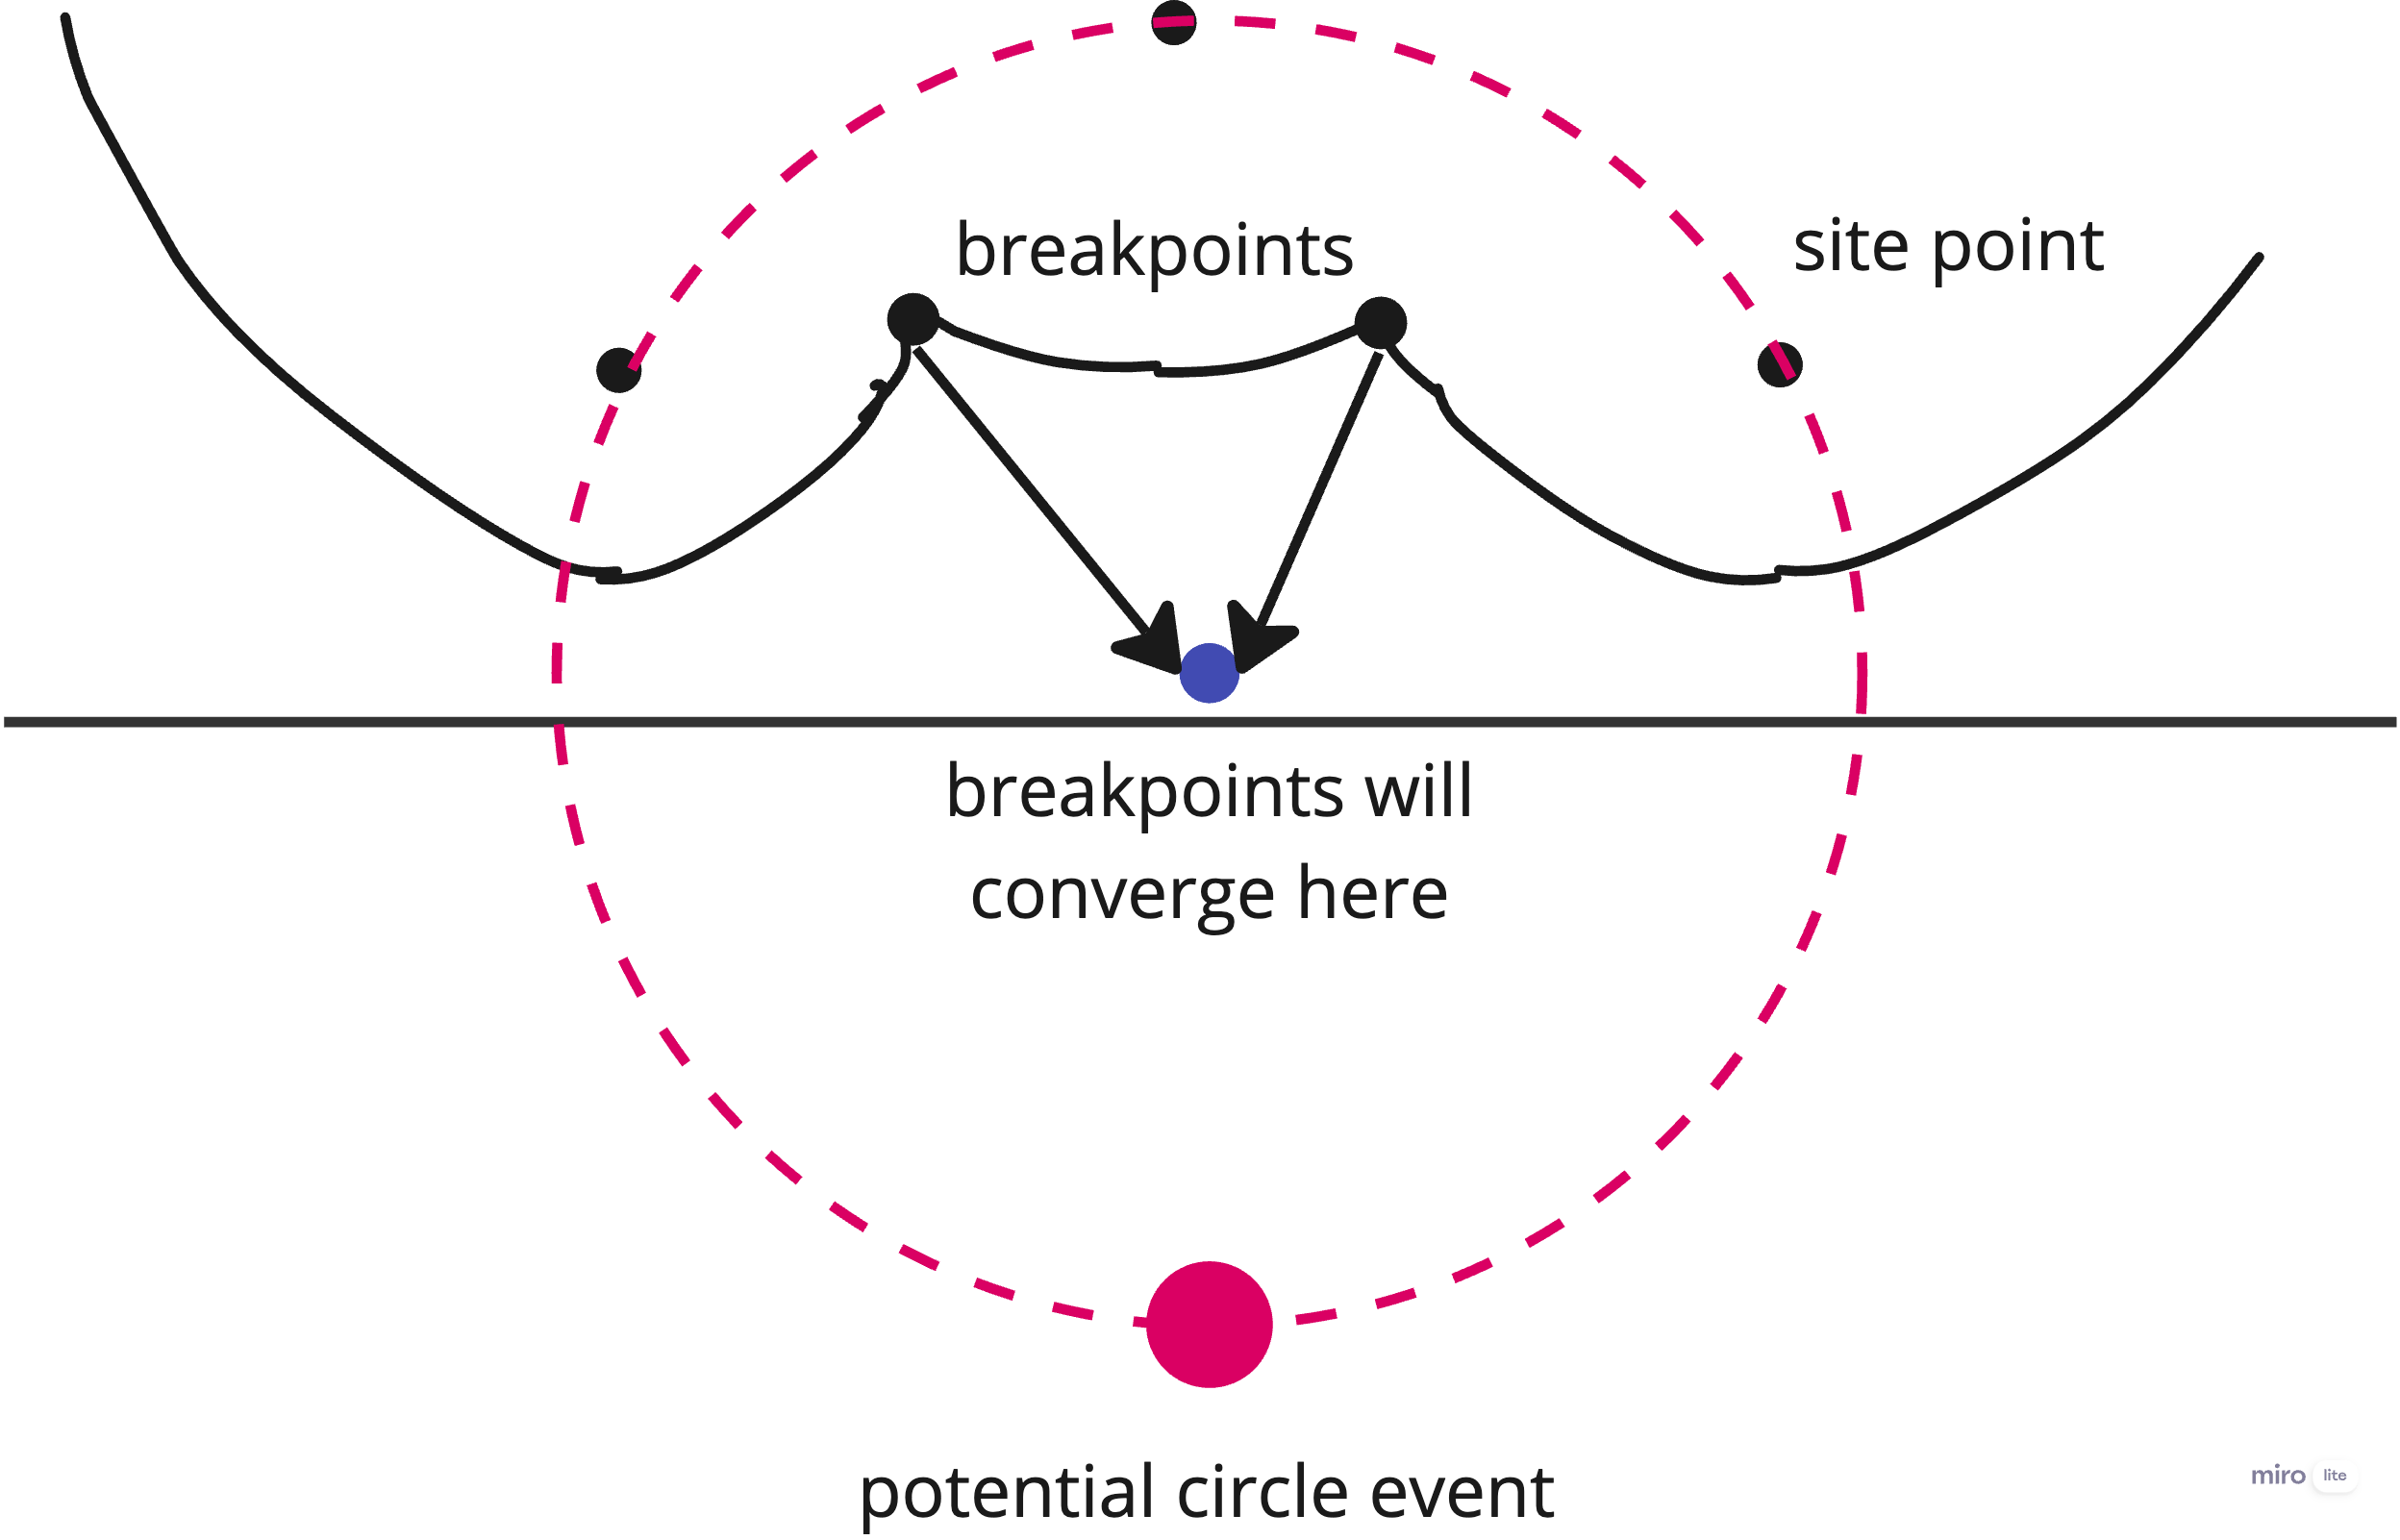 breakpoints
site point
breakpoints will
converge here
potential circle event
miro lite